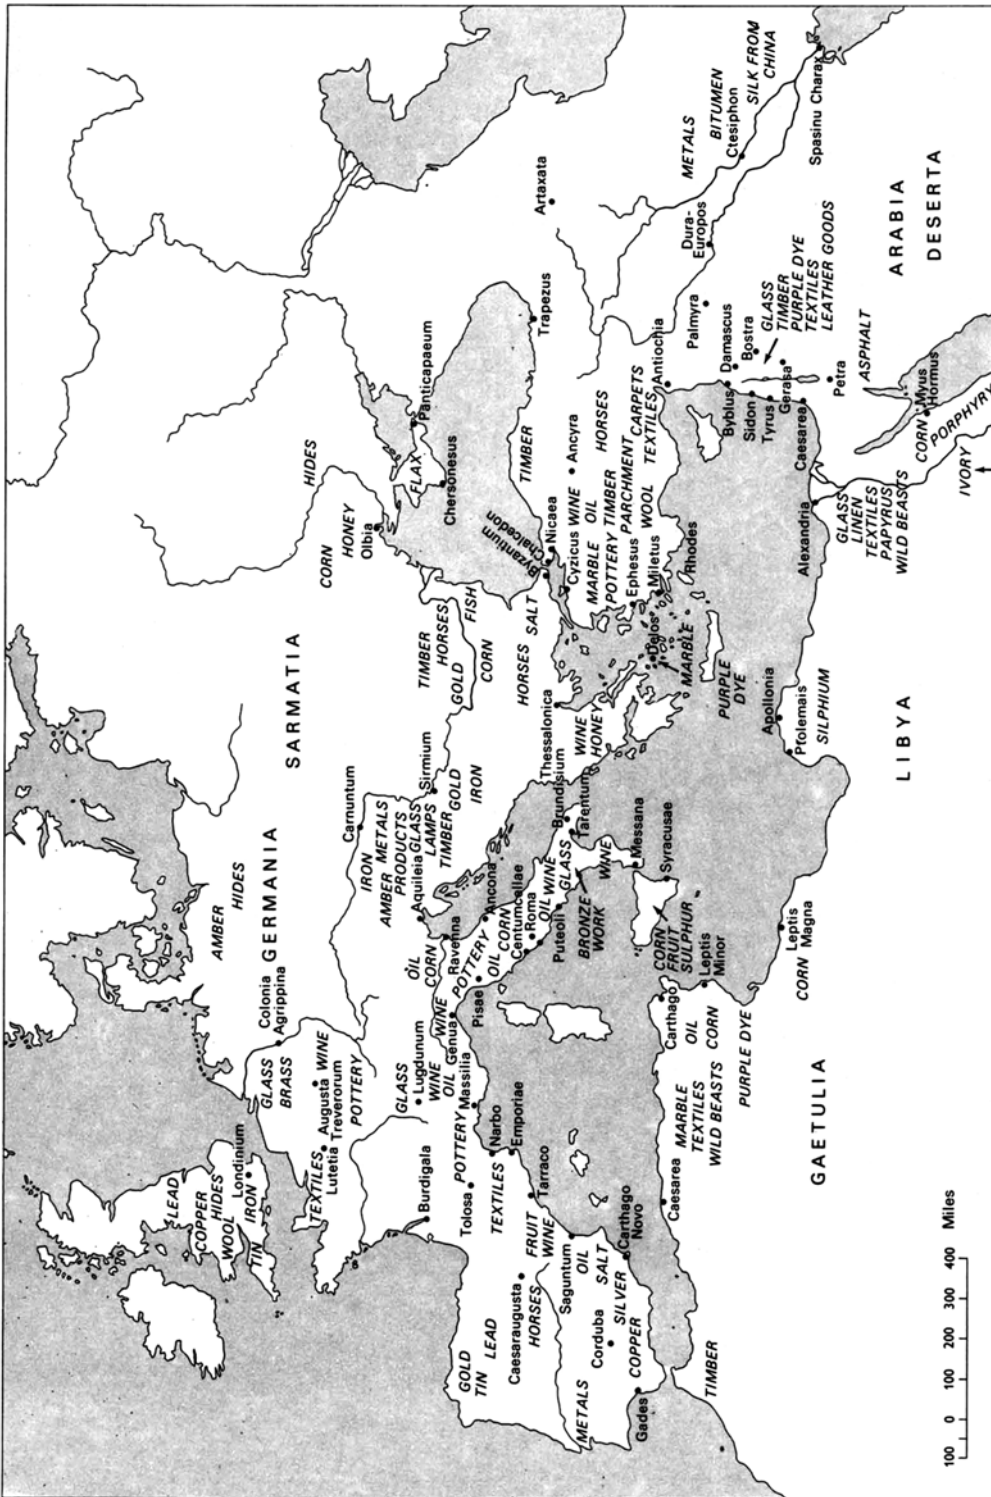 LEAD
COPPER
HIDES
WOOL
Londinium
IRON
TIN
GLASS
BRASS
Colonia
Agrippina
AMBER
HIDES
GERMANIA
SARMATIA
TEXTILES
Lutetia
Augusta
Treverorum
WINE
POTTERY
Carnuntum
IRON
AMBER METALS
PRODUCTS
Aquileia
GLASS
LAMPS
TIMBER
GOLD
IRON
Sirmium
TIMBER
HORSES
GOLD
CORN
FISH
CORN
HONEY
Olbia
HIDES
FLAX
Chersonesus
Panticapaeum
Burdigala
GLASS
Lugdunum
WINE
OIL
Massilia
OIL
CORN
Ravenna
WINE
Genua
POTTERY
Pisae
OIL
CORN
Ancona
Centumcellae
Roma
OIL
WINE
Puteoli
GLASS
BRONZE
WORK
WINE
Brundisium
Tarentum
Messana
Syracusae
CORN
FRUIT
SULPHUR
Thessalonica
WINE
HONEY
HORSES
SALT
Byzantium
Chalcedon
Nicaea
TIMBER
Trapezus
Artaxata
Cyzicus
WINE
Ancyra
MARBLE
OIL
HORSES
POTTERY
TIMBER
Ephesus
PARCHMENT
CARPETS
Miletus
WOOL
TEXTILES
Rhodes
Delos
MARBLE
PURPLE
DYE
Antiochia
Palmyra
Dura-
Europos
METALS
BITUMEN
Ctesiphon
SILK FROM
CHINA
Spasinu Charax
Byblus
Damascus
Sidon
Bostra
Tyrus
Gerasa
Caesarea
GLASS
TIMBER
PURPLE DYE
TEXTILES
LEATHER GOODS
Petra
ASPHALT
ARABIA
DESERTA
Myus
Hormus
CORN
PORPHYRY
IVORY
Alexandria
GLASS
LINEN
TEXTILES
PAPYRUS
WILD BEASTS
Apollonia
Ptolemais
SILPHIUM
LIBYA
Leptis
Magna
CORN
Leptis
Minor
Carthago
MARBLE
OIL
CORN
PURPLE DYE
MARBLE
TEXTILES
WILD BEASTS
Caesarea
GAETULIA
GOLD
TIN
LEAD
Tolosa
POTTERY
Narbo
TEXTILES
Emporiae
Tarraco
FRUIT
WINE
Caesaraugusta
HORSES
Saguntum
OIL
SALT
Carthago
Novo
SILVER
Corduba
METALS
COPPER
Gades
TIMBER
100 0 100 200 300 400 Miles